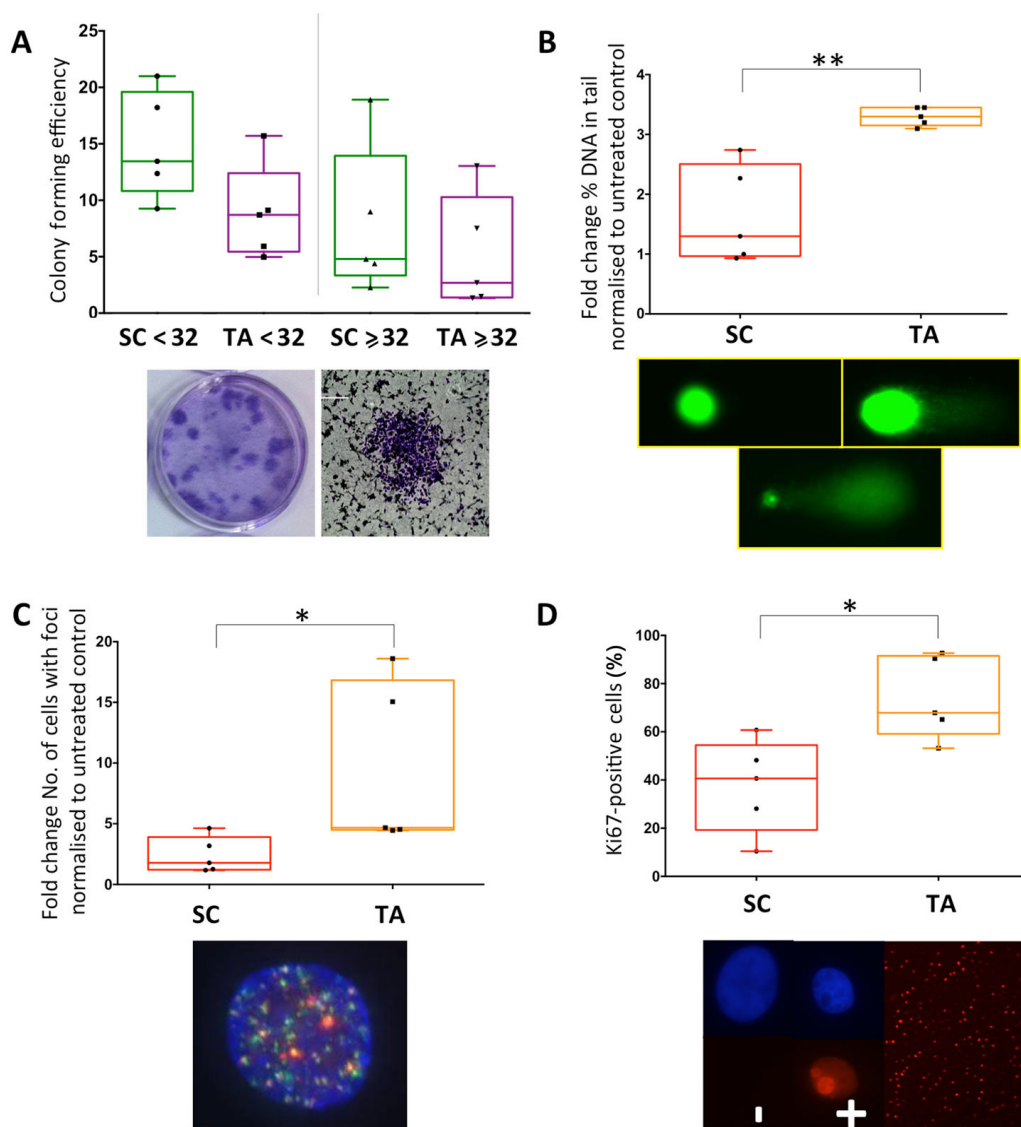 A
Colony forming efficiency
25
20
15
10
5
0
SC < 32
TA < 32
SC ⩾32
TA ⩾32
B
**
Fold change % DNA in tail
normalised to untreated control
4
3
2
1
0
SC
TA
C
*
Fold change No. of cells with foci
normalised to untreated control
20
15
10
5
0
SC
TA
D
*
Ki67-positive cells (%)
100
80
60
40
20
0
SC
TA
-
+